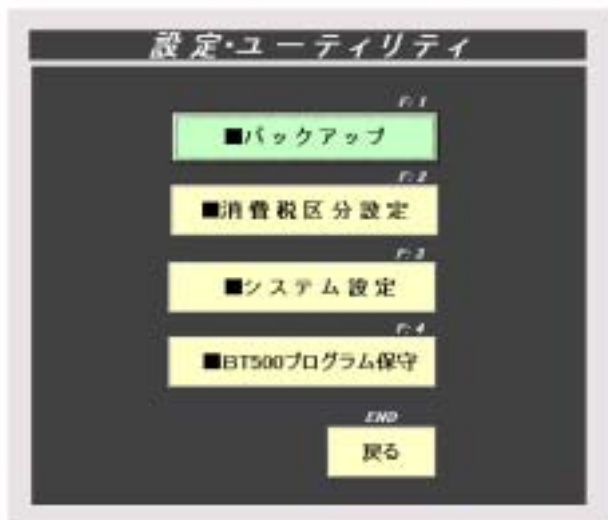 設定･ユーティリティ
F:1
■バックアップ
F:2
■消費税区分設定
F:3
■システム設定
F:4
■BT500プログラム保守
END
戻る